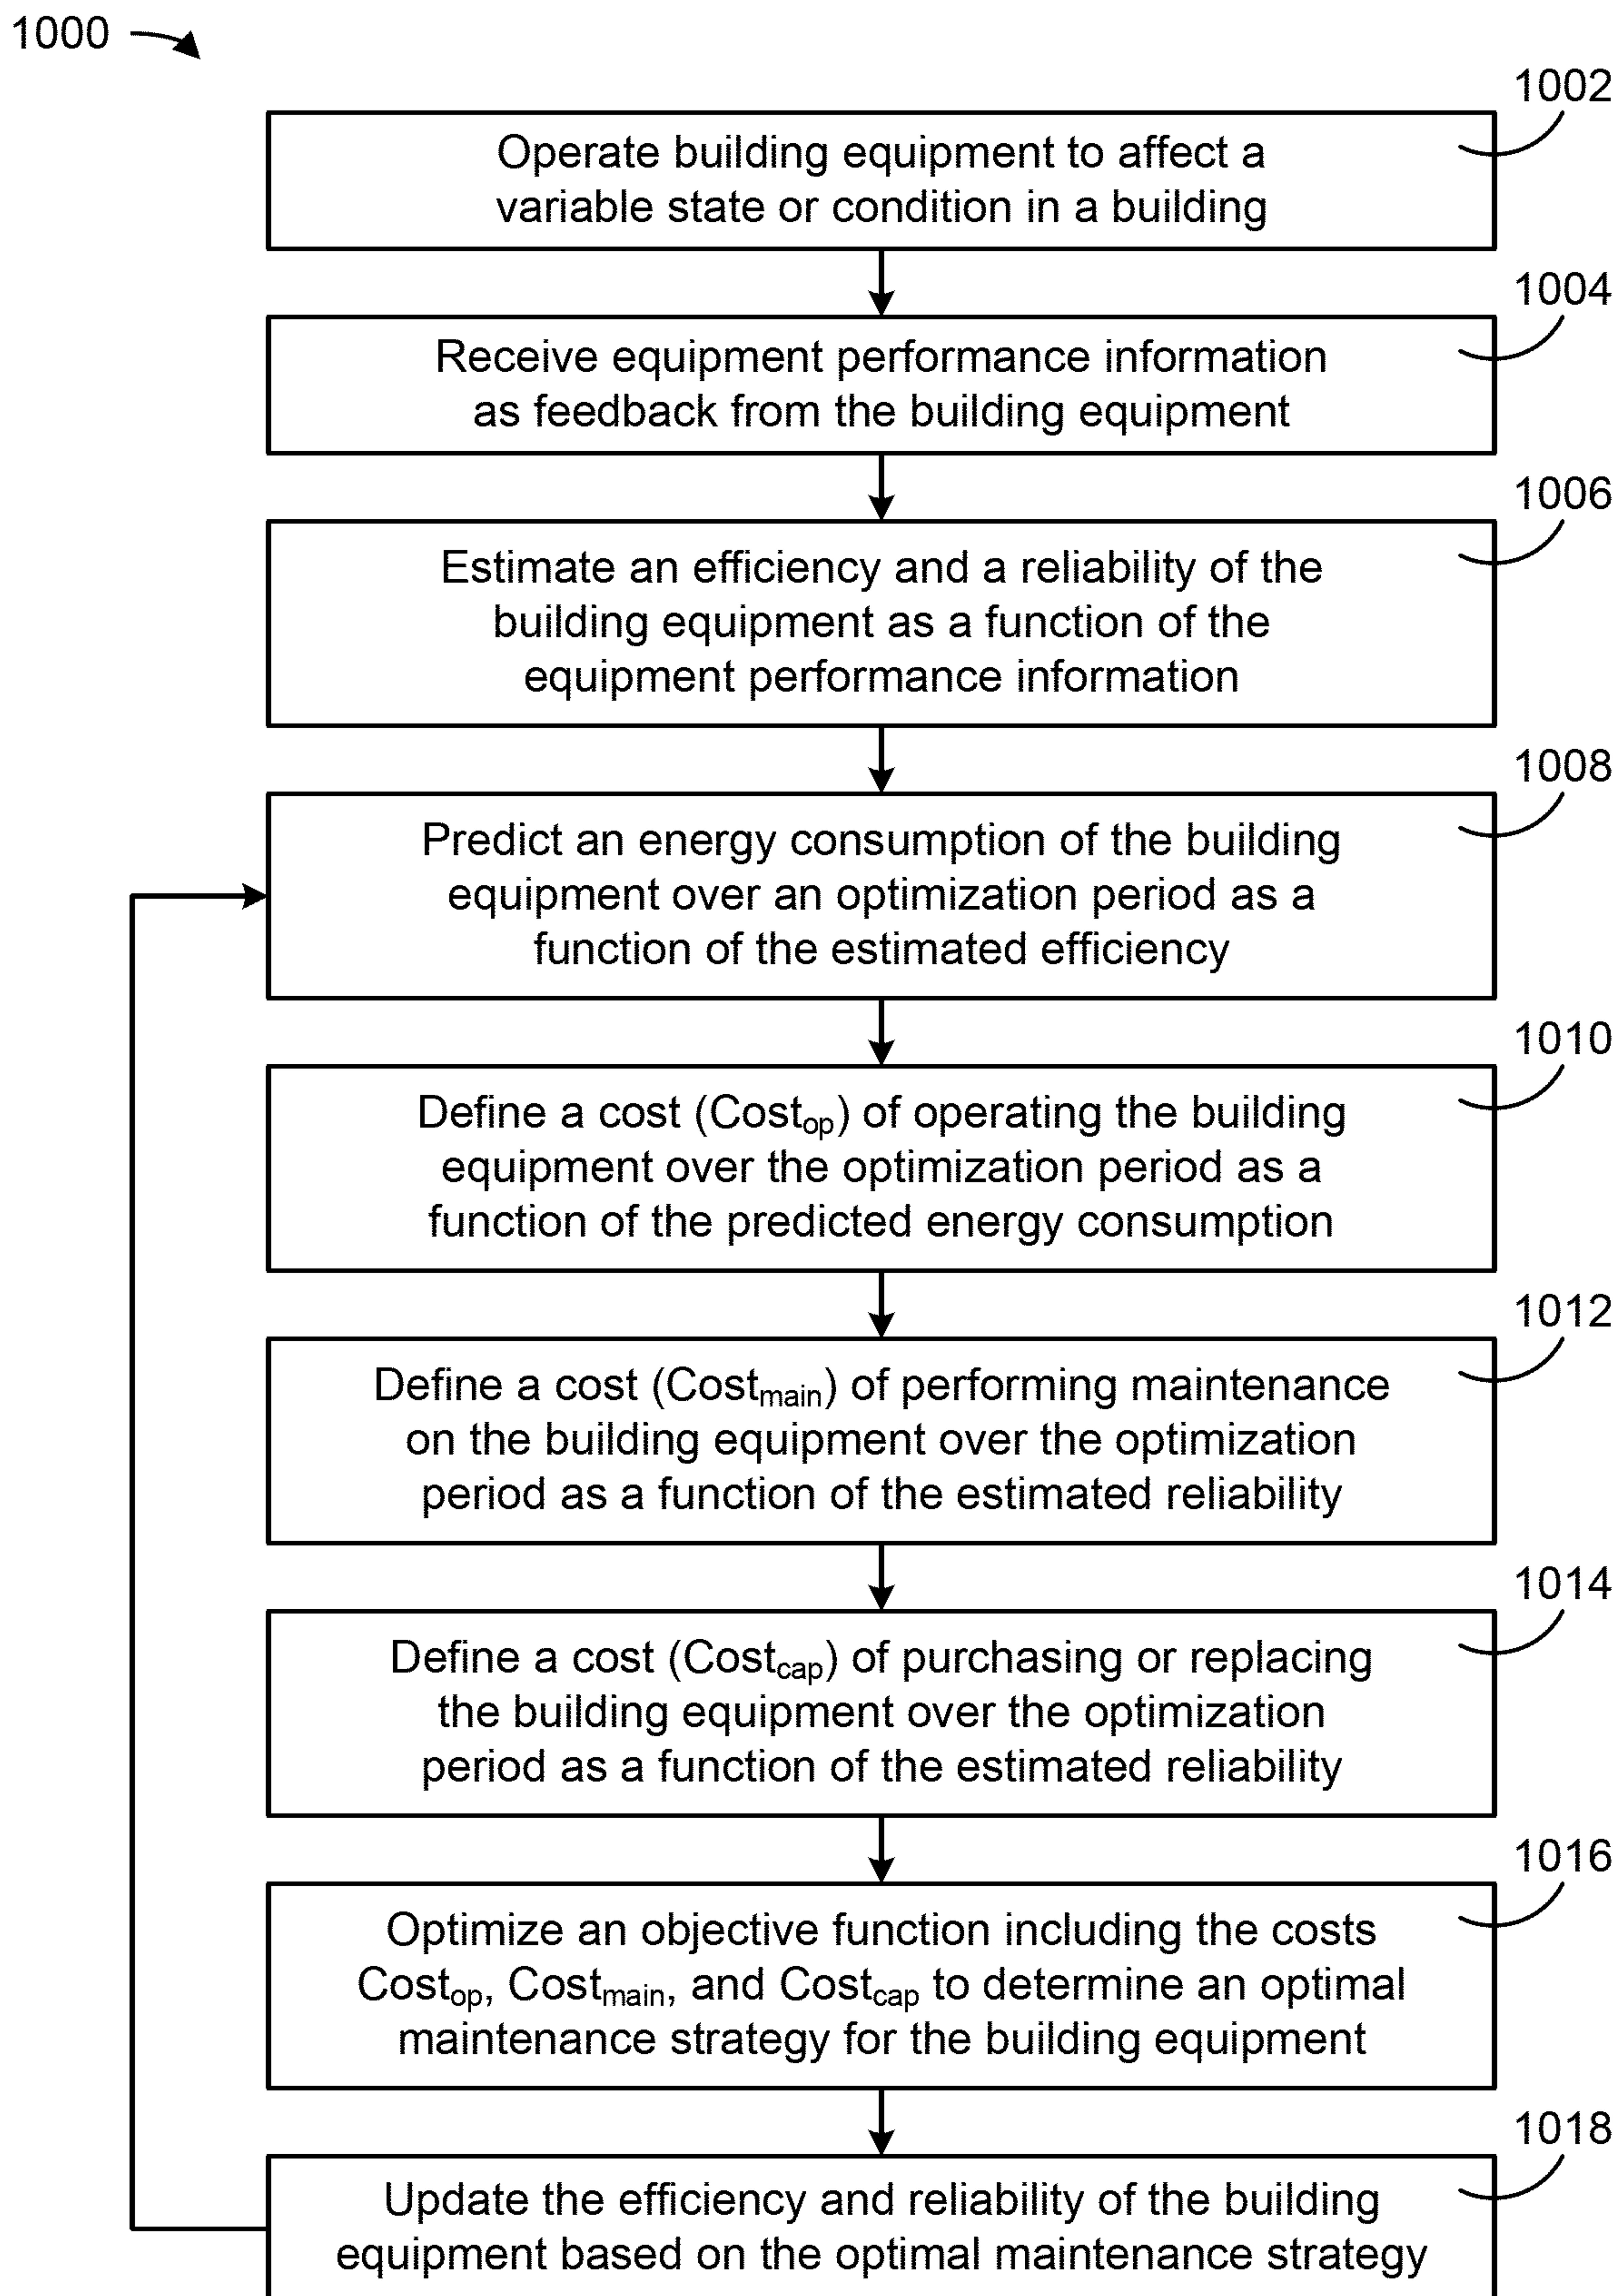 1000
1002
Operate building equipment to affect a
variable state or condition in a building
1004
Receive equipment performance information
as feedback from the building equipment
1006
Estimate an efficiency and a reliability of the
building equipment as a function of the
equipment performance information
1008
Predict an energy consumption of the building
equipment over an optimization period as a
function of the estimated efficiency
1010
Define a cost (Costop) of operating the building
equipment over the optimization period as a
function of the predicted energy consumption
1012
Define a cost (Costmain) of performing maintenance
on the building equipment over the optimization
period as a function of the estimated reliability
1014
Define a cost (Costcap) of purchasing or replacing
the building equipment over the optimization
period as a function of the estimated reliability
1016
Optimize an objective function including the costs
Costop, Costmain, and Costcap to determine an optimal
maintenance strategy for the building equipment
1018
Update the efficiency and reliability of the building
equipment based on the optimal maintenance strategy